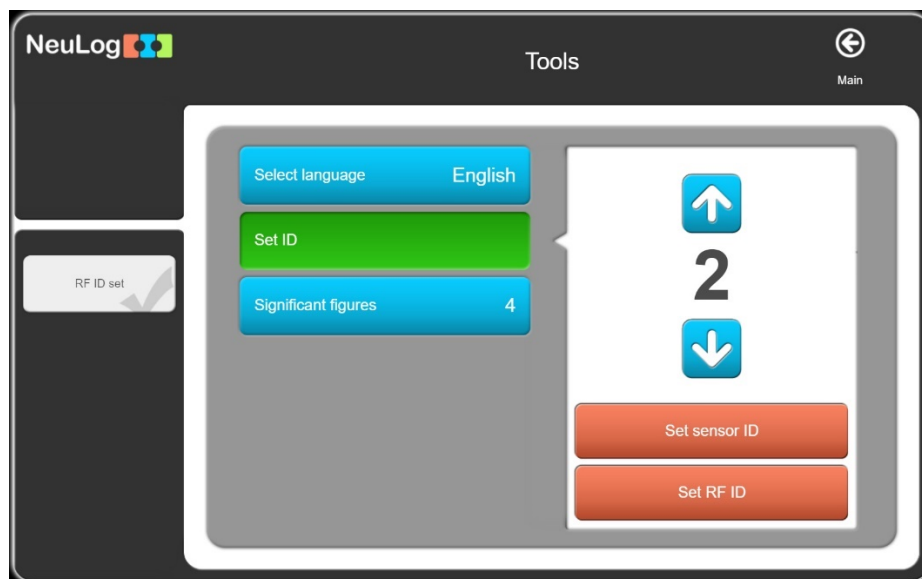 NeuLog
Tools
Main
Select language English
Set ID
RF ID set
2
Significant figures 4
Set sensor ID
Set RF ID